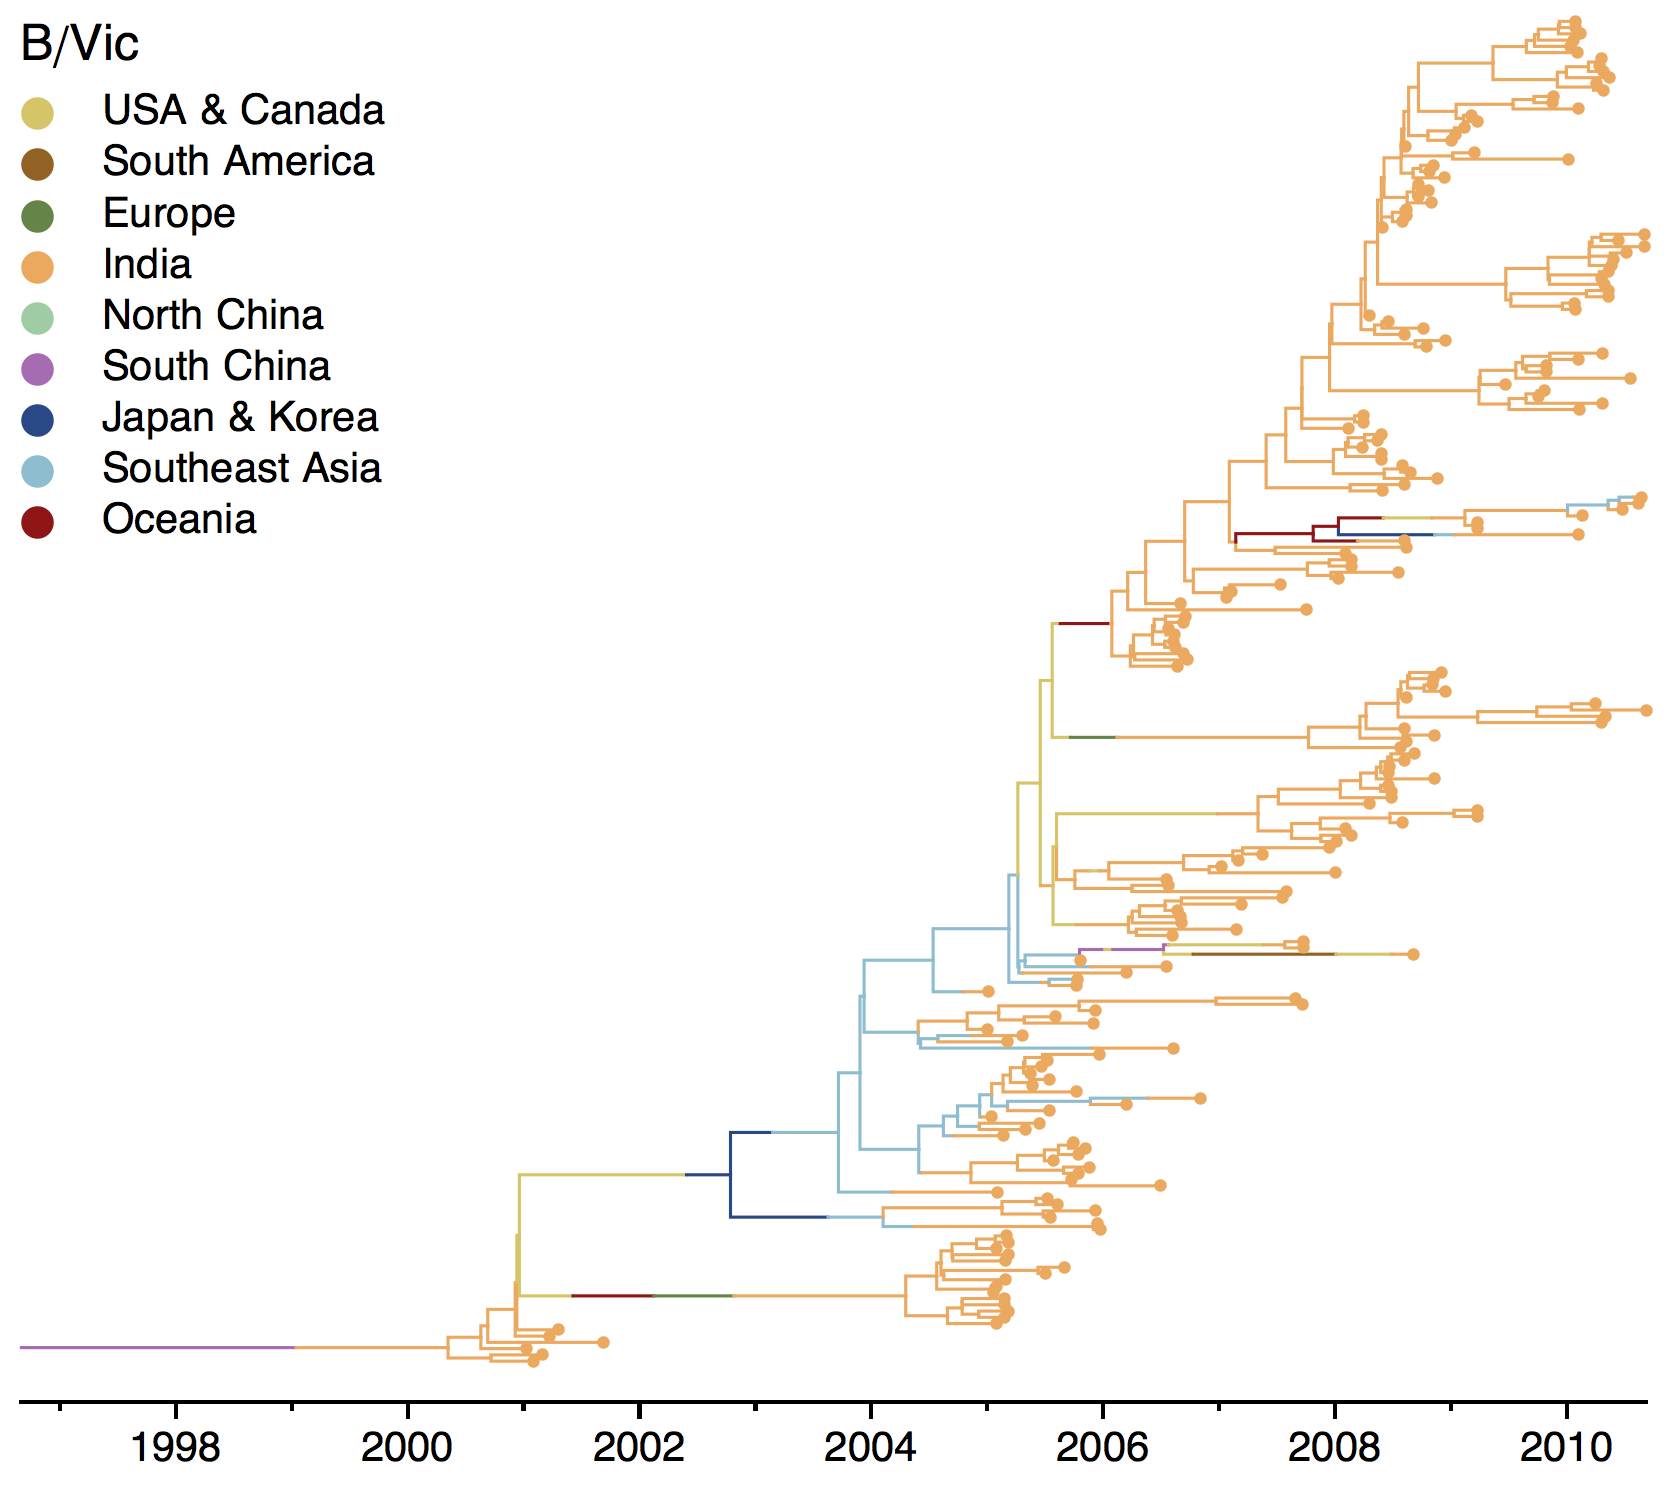 B/Vic
USA & Canada
South America
Europe
India
North China
South China
Japan & Korea
Southeast Asia
Oceania
1998 2000 2002 2004 2006 2008 2010